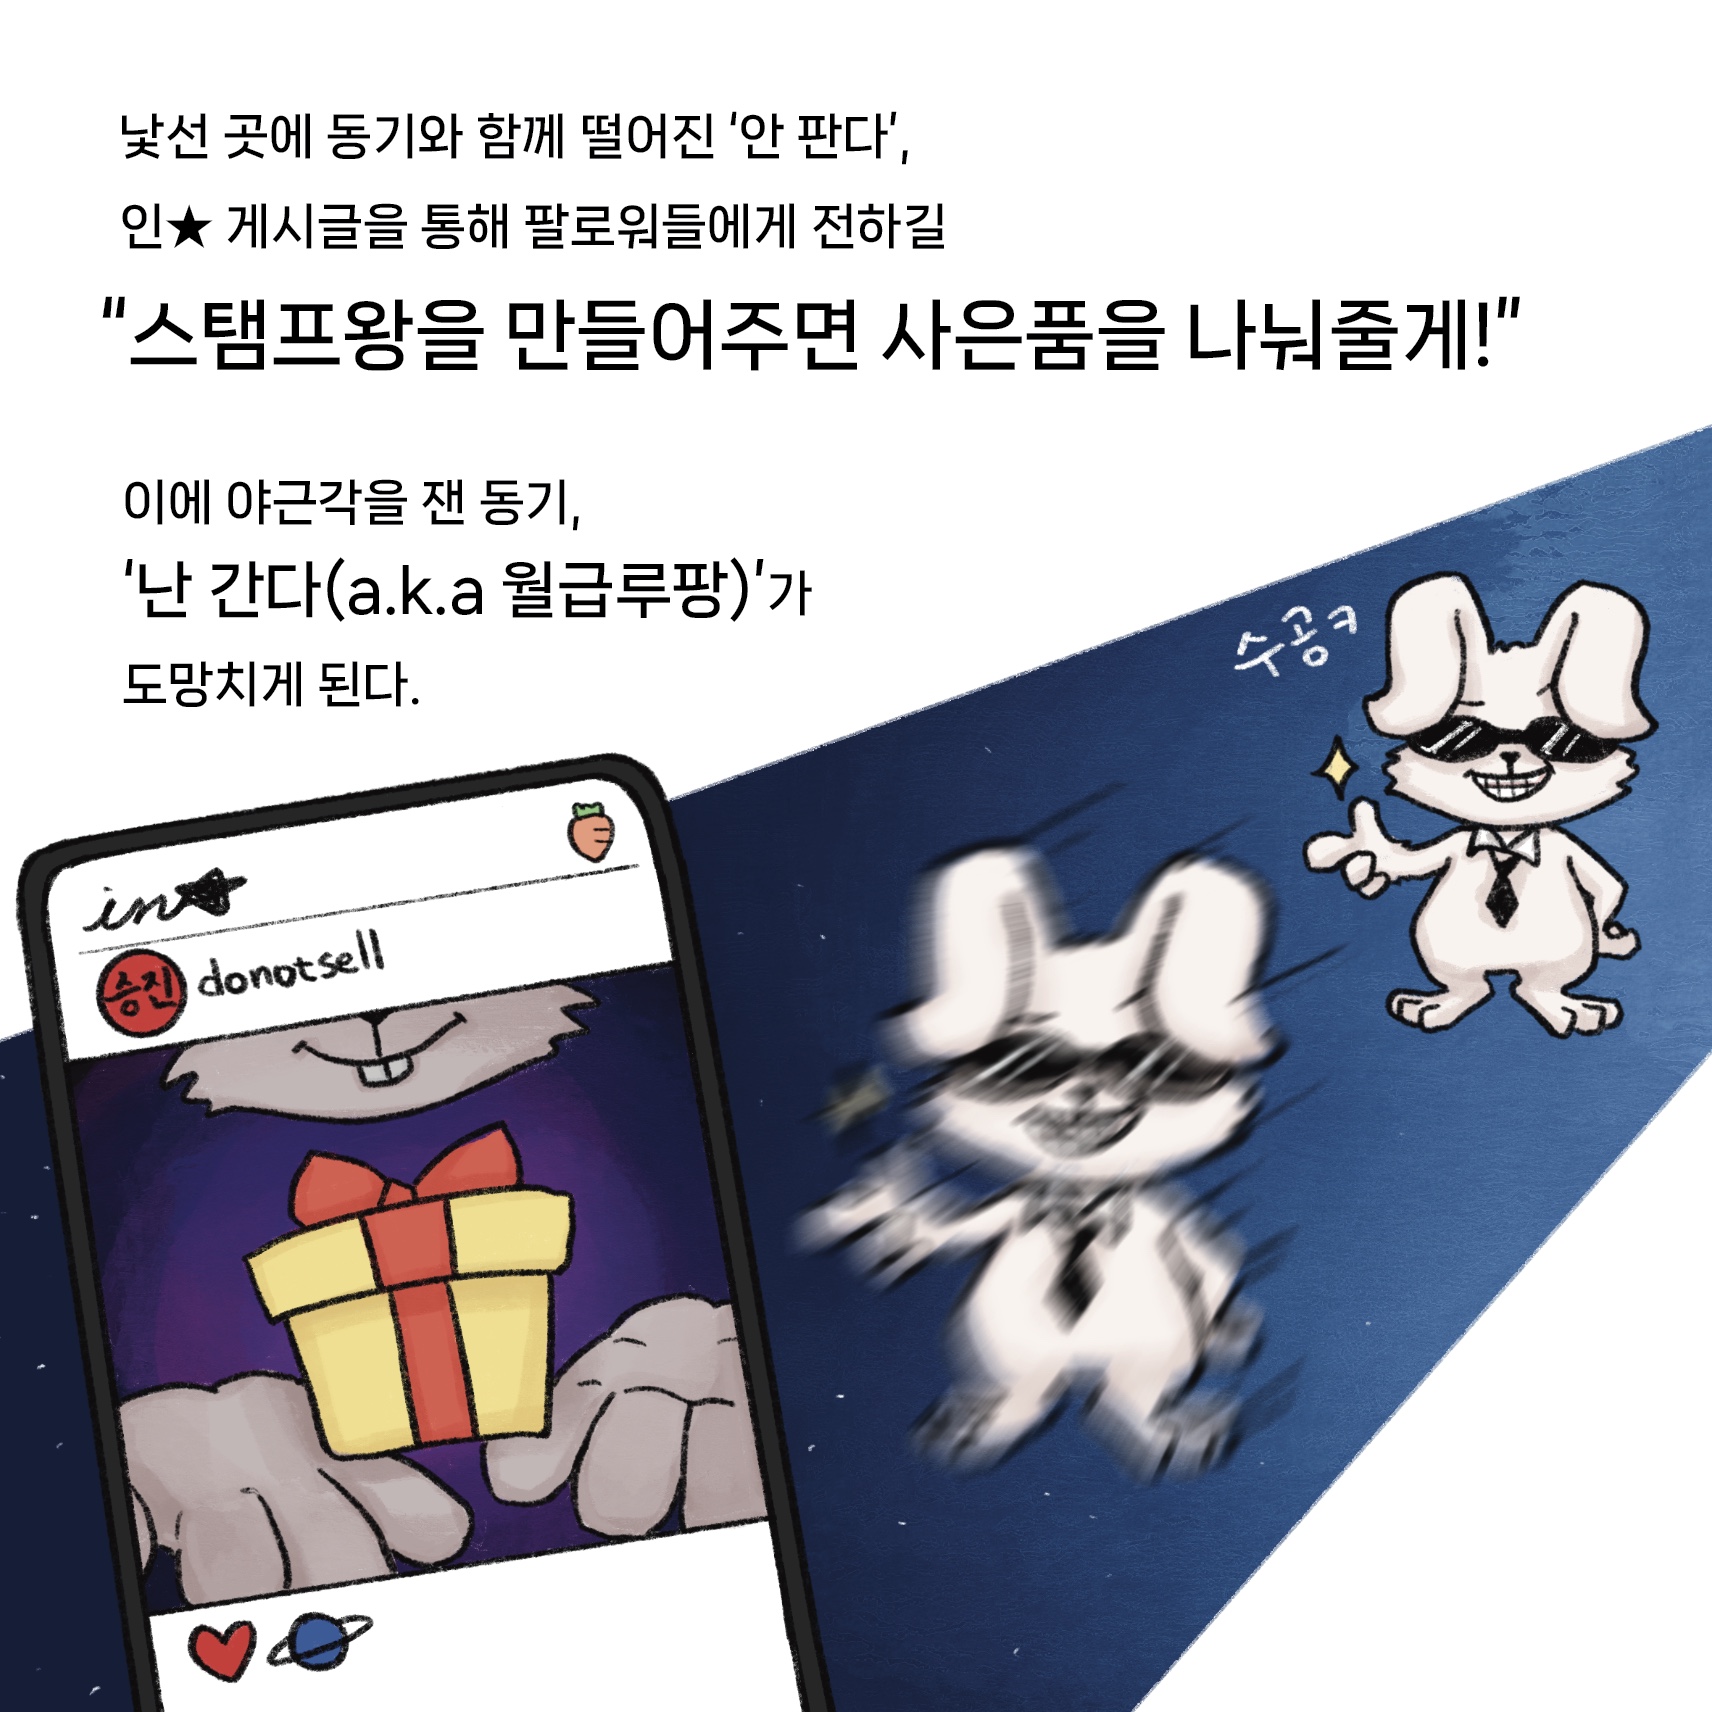 낯선 곳에 동기와 함께 떨어진 ‘안 판다’,
인★ 게시글을 통해 팔로워들에게 전하길
“스탬프왕을 만들어주면 사은품을 나눠줄게!”
이에 야근각을 잰 동기,
‘난 간다(a.k.a 월급루팡)’가
도망치게 된다.
수공ㅋ
in★
승진
donotsell